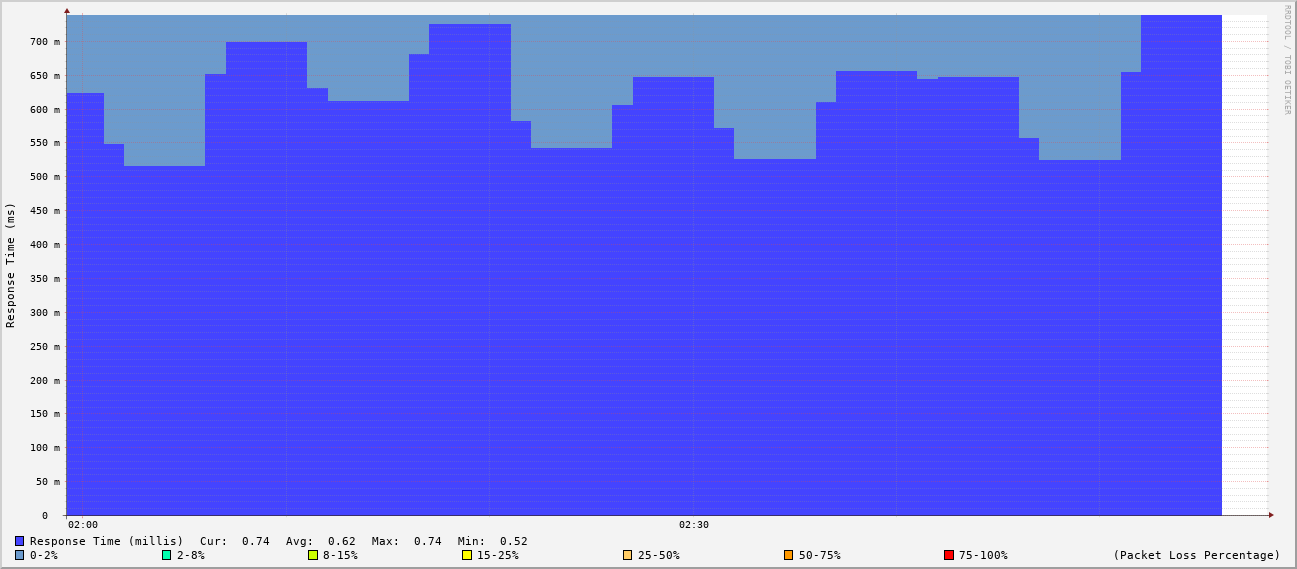 RRDTOOL / TOBI OETIKER
Response Time (ms)
700 m
650 m
600 m
550 m
500 m
450 m
400 m
350 m
300 m
250 m
200 m
150 m
100 m
50 m
0
02:00 02:30
Response Time (millis) Cur: 0.74 Avg: 0.62 Max: 0.74 Min: 0.52
0-2% 2-8% 8-15% 15-25% 25-50% 50-75% 75-100% (Packet Loss Percentage)